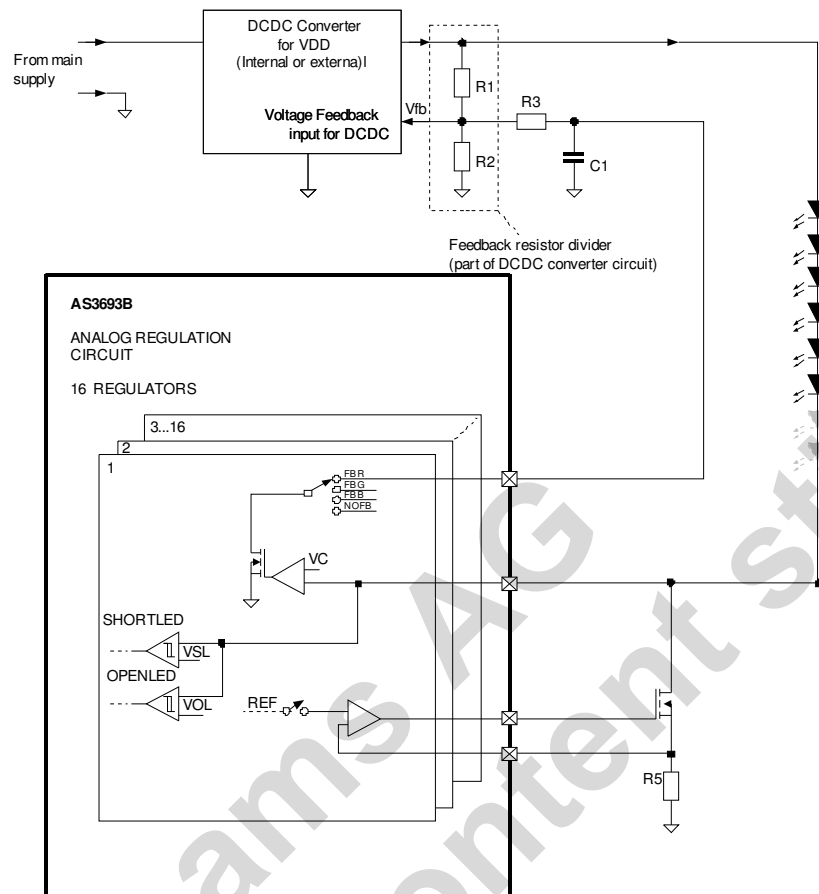 DCDC Converter
for VDD
(Internal or externa)l
Voltage Feedback
input for DCDC
From main
supply
R1
Vfb
R3
R2
C1
Feedback resistor divider
(part of DCDC converter circuit)
AS3693B
ANALOG REGULATION
CIRCUIT
16 REGULATORS
3...16
2
1
FBR
FBG
FBB
NOFB
VC
SHORTLED
VSL
OPENLED
VOL
REF
R5
ams AG